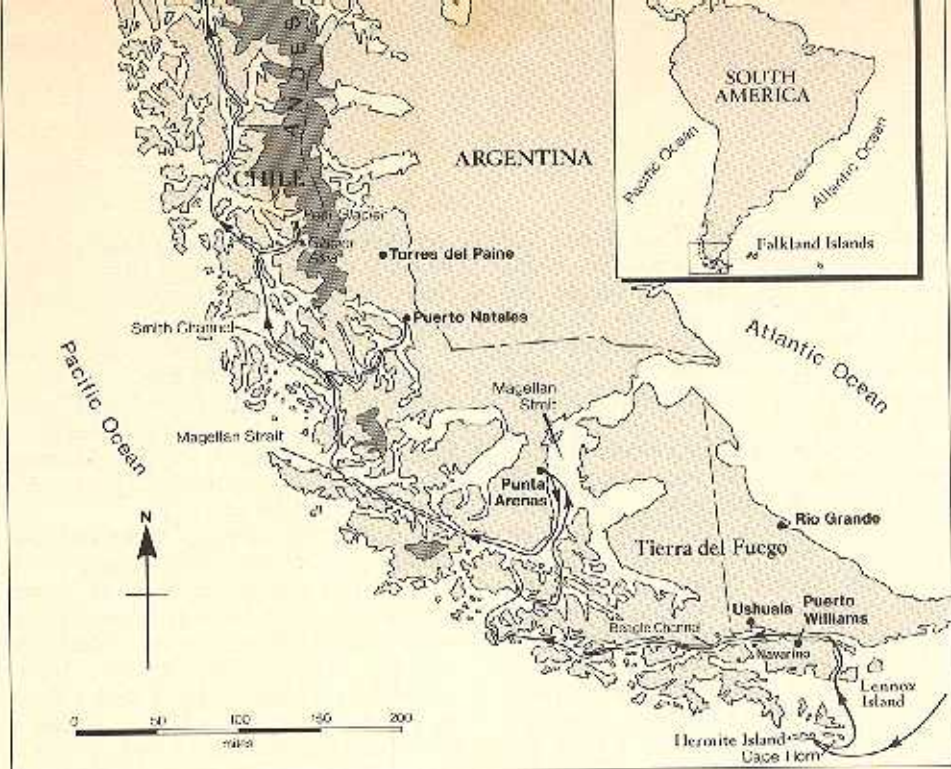 ANDES
SOUTH
AMERICA
Pacific Ocean
Atlantic Ocean
Falkland Islands
ARGENTINA
CHILE
Glacier
Torres del Paine
Puerto Natales
Smith Channel
Pacific Ocean
Atlantic Ocean
Magellan
Strait
Magellan Strait
Punta
Arenas
N
Rio Grande
Tierra del Fuego
Ushuaia
Puerto
Williams
Beagle Channel
Navarino
Lennox
Island
Hermite Island
Cape Horn
0 50 100 150 200
miles